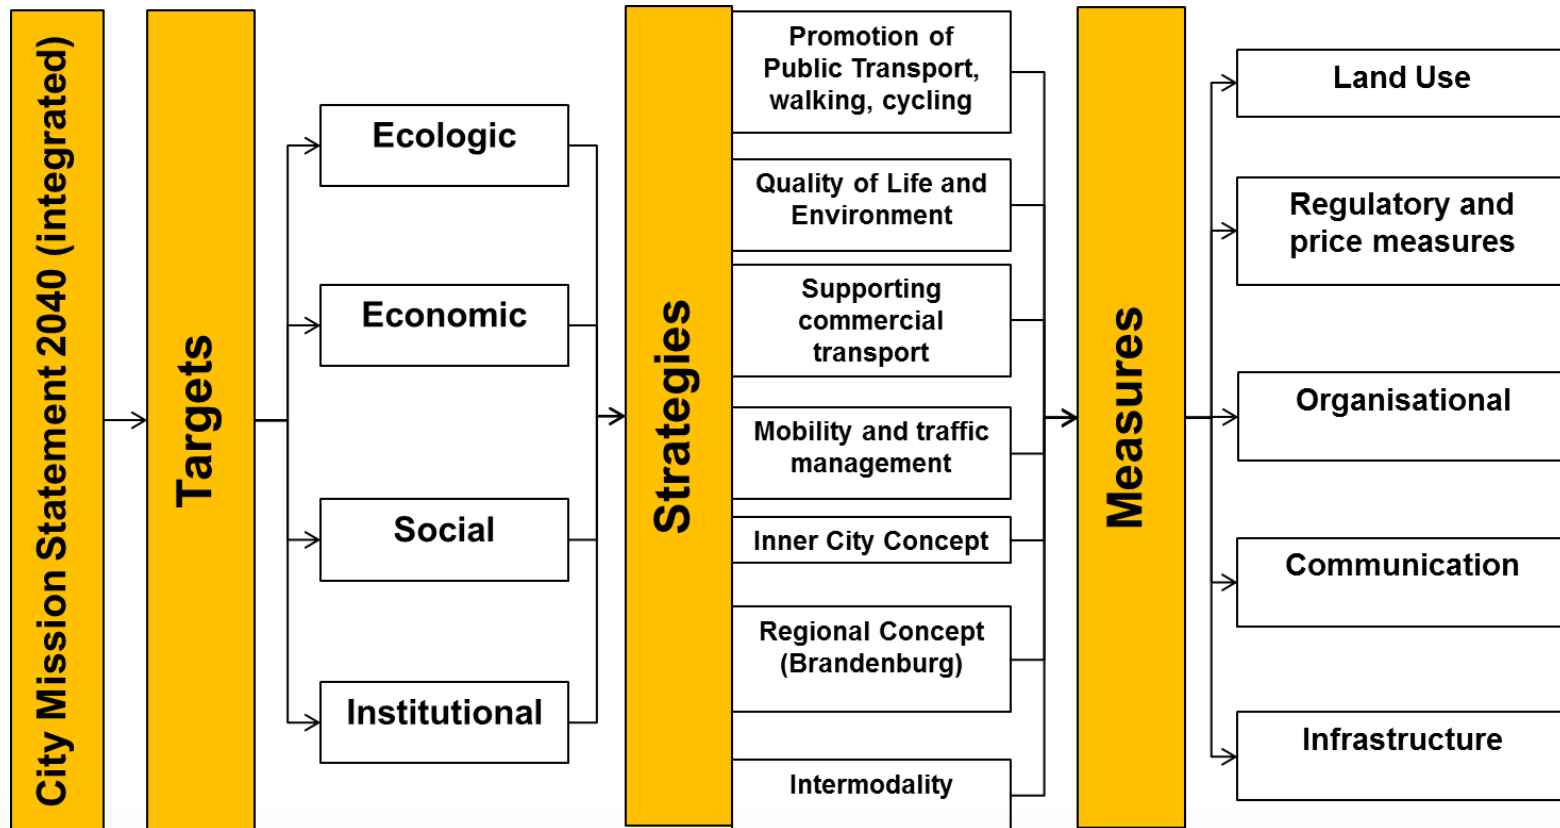 City Mission Statement 2040 (integrated)
Targets
Ecologic
Economic
Social
Institutional
Strategies
Promotion of
Public Transport,
walking, cycling
Quality of Life and
Environment
Supporting
commercial
transport
Mobility and traffic
management
Inner City Concept
Regional Concept
(Brandenburg)
Intermodality
Measures
Land Use
Regulatory and
price measures
Organisational
Communication
Infrastructure